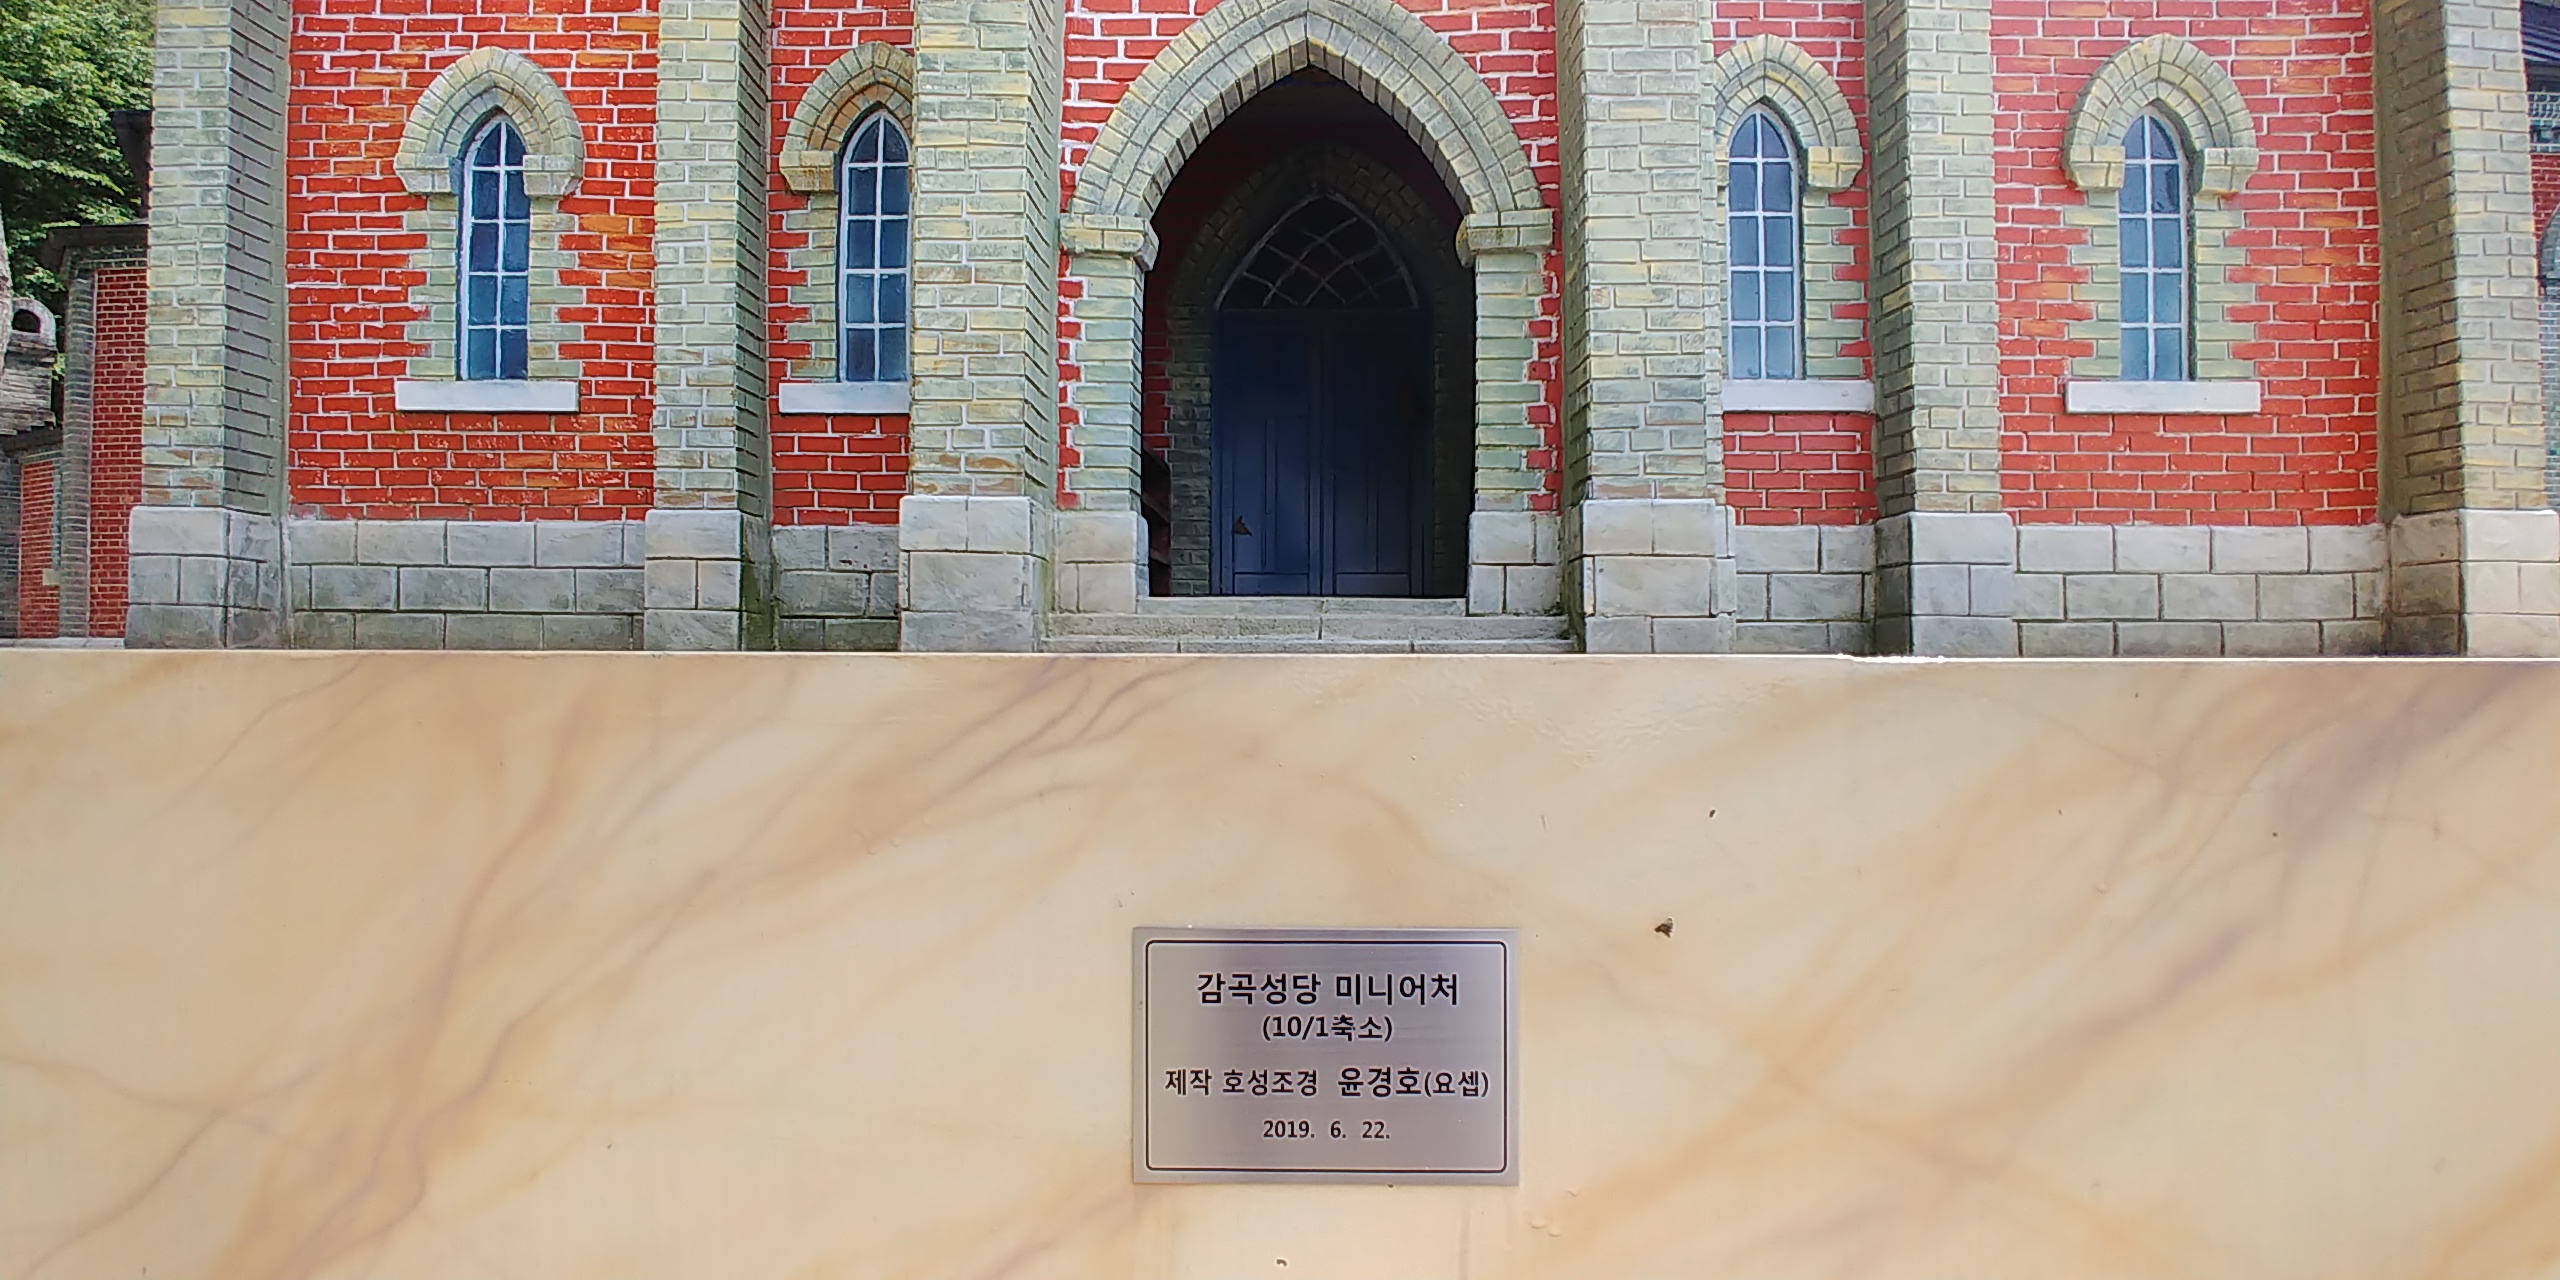 감곡성당 미니어처
(10/1축소)
제작 호성조경 윤경호(요셉)
2019. 6. 22.